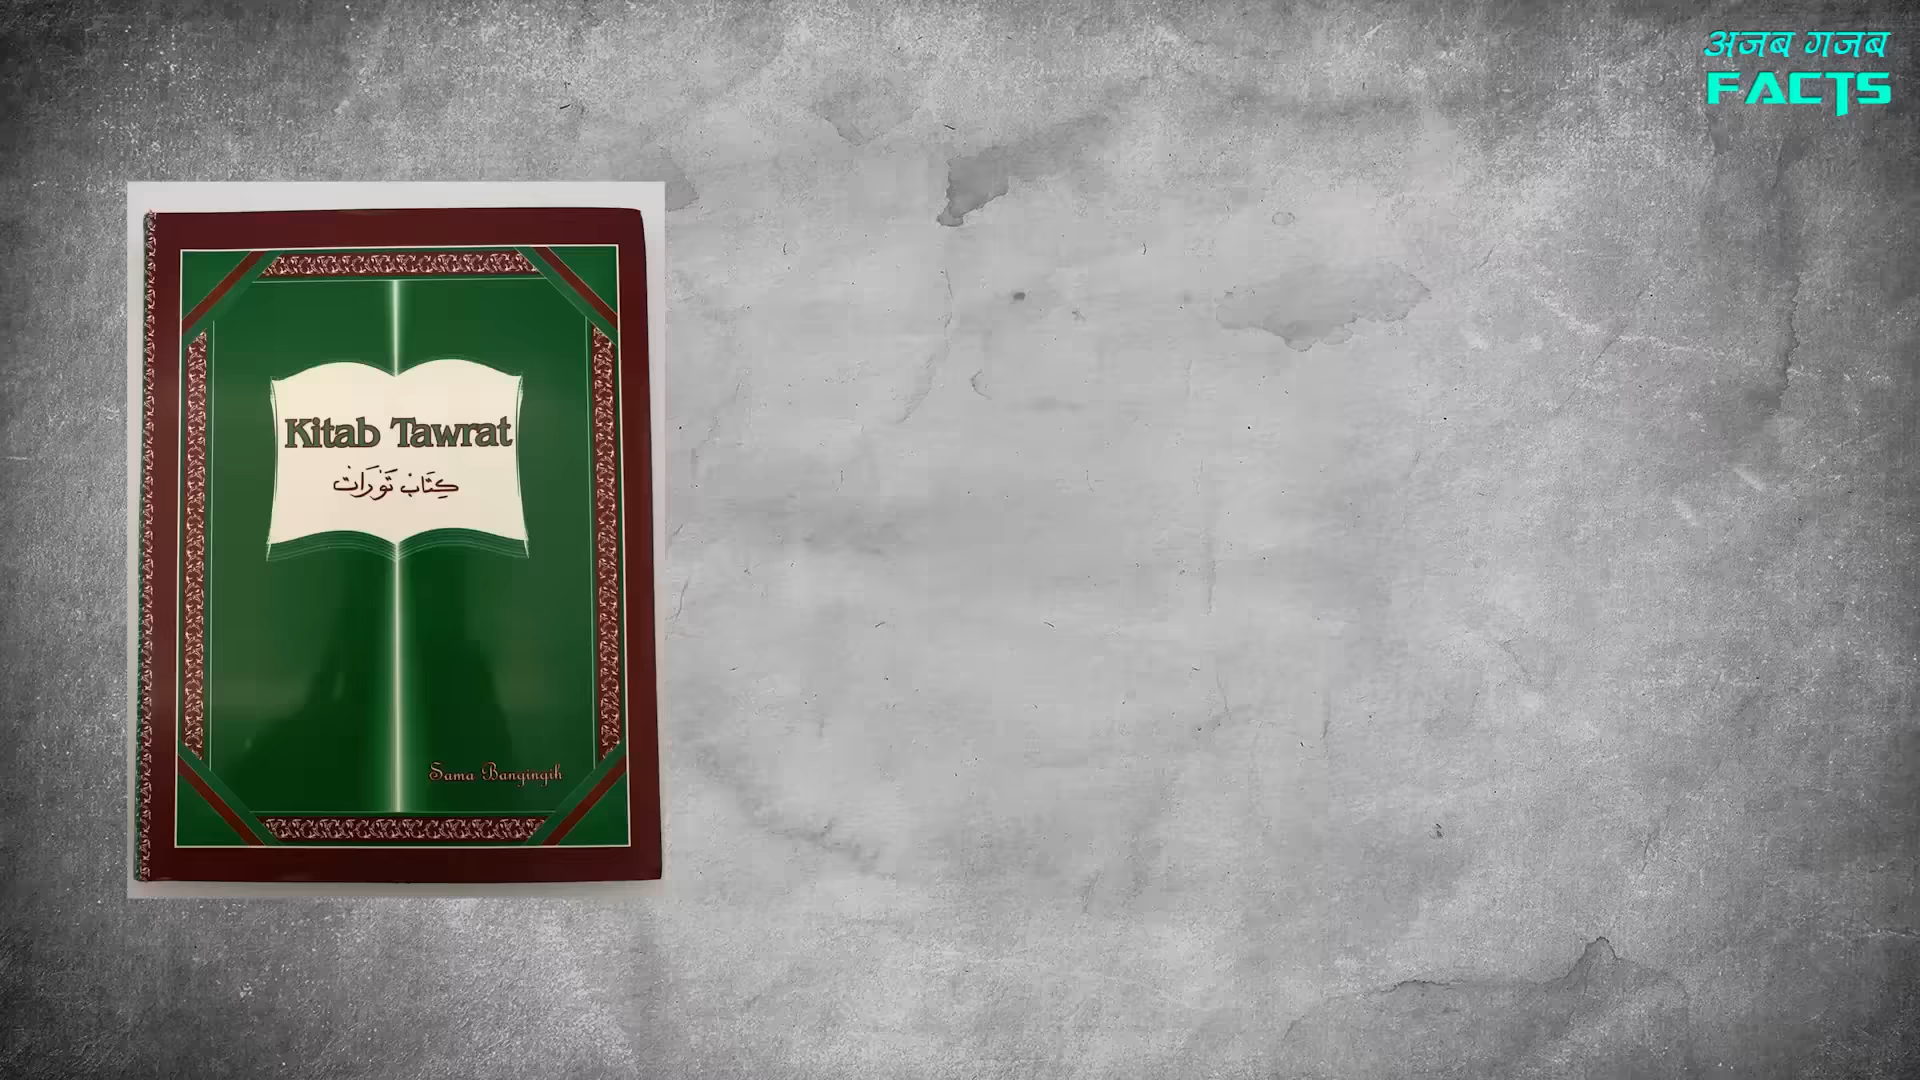 अजब गजब
FACTS
Kitab Tawrat
كِتَابْ تَوْرَاتْ
Sama Bangingih